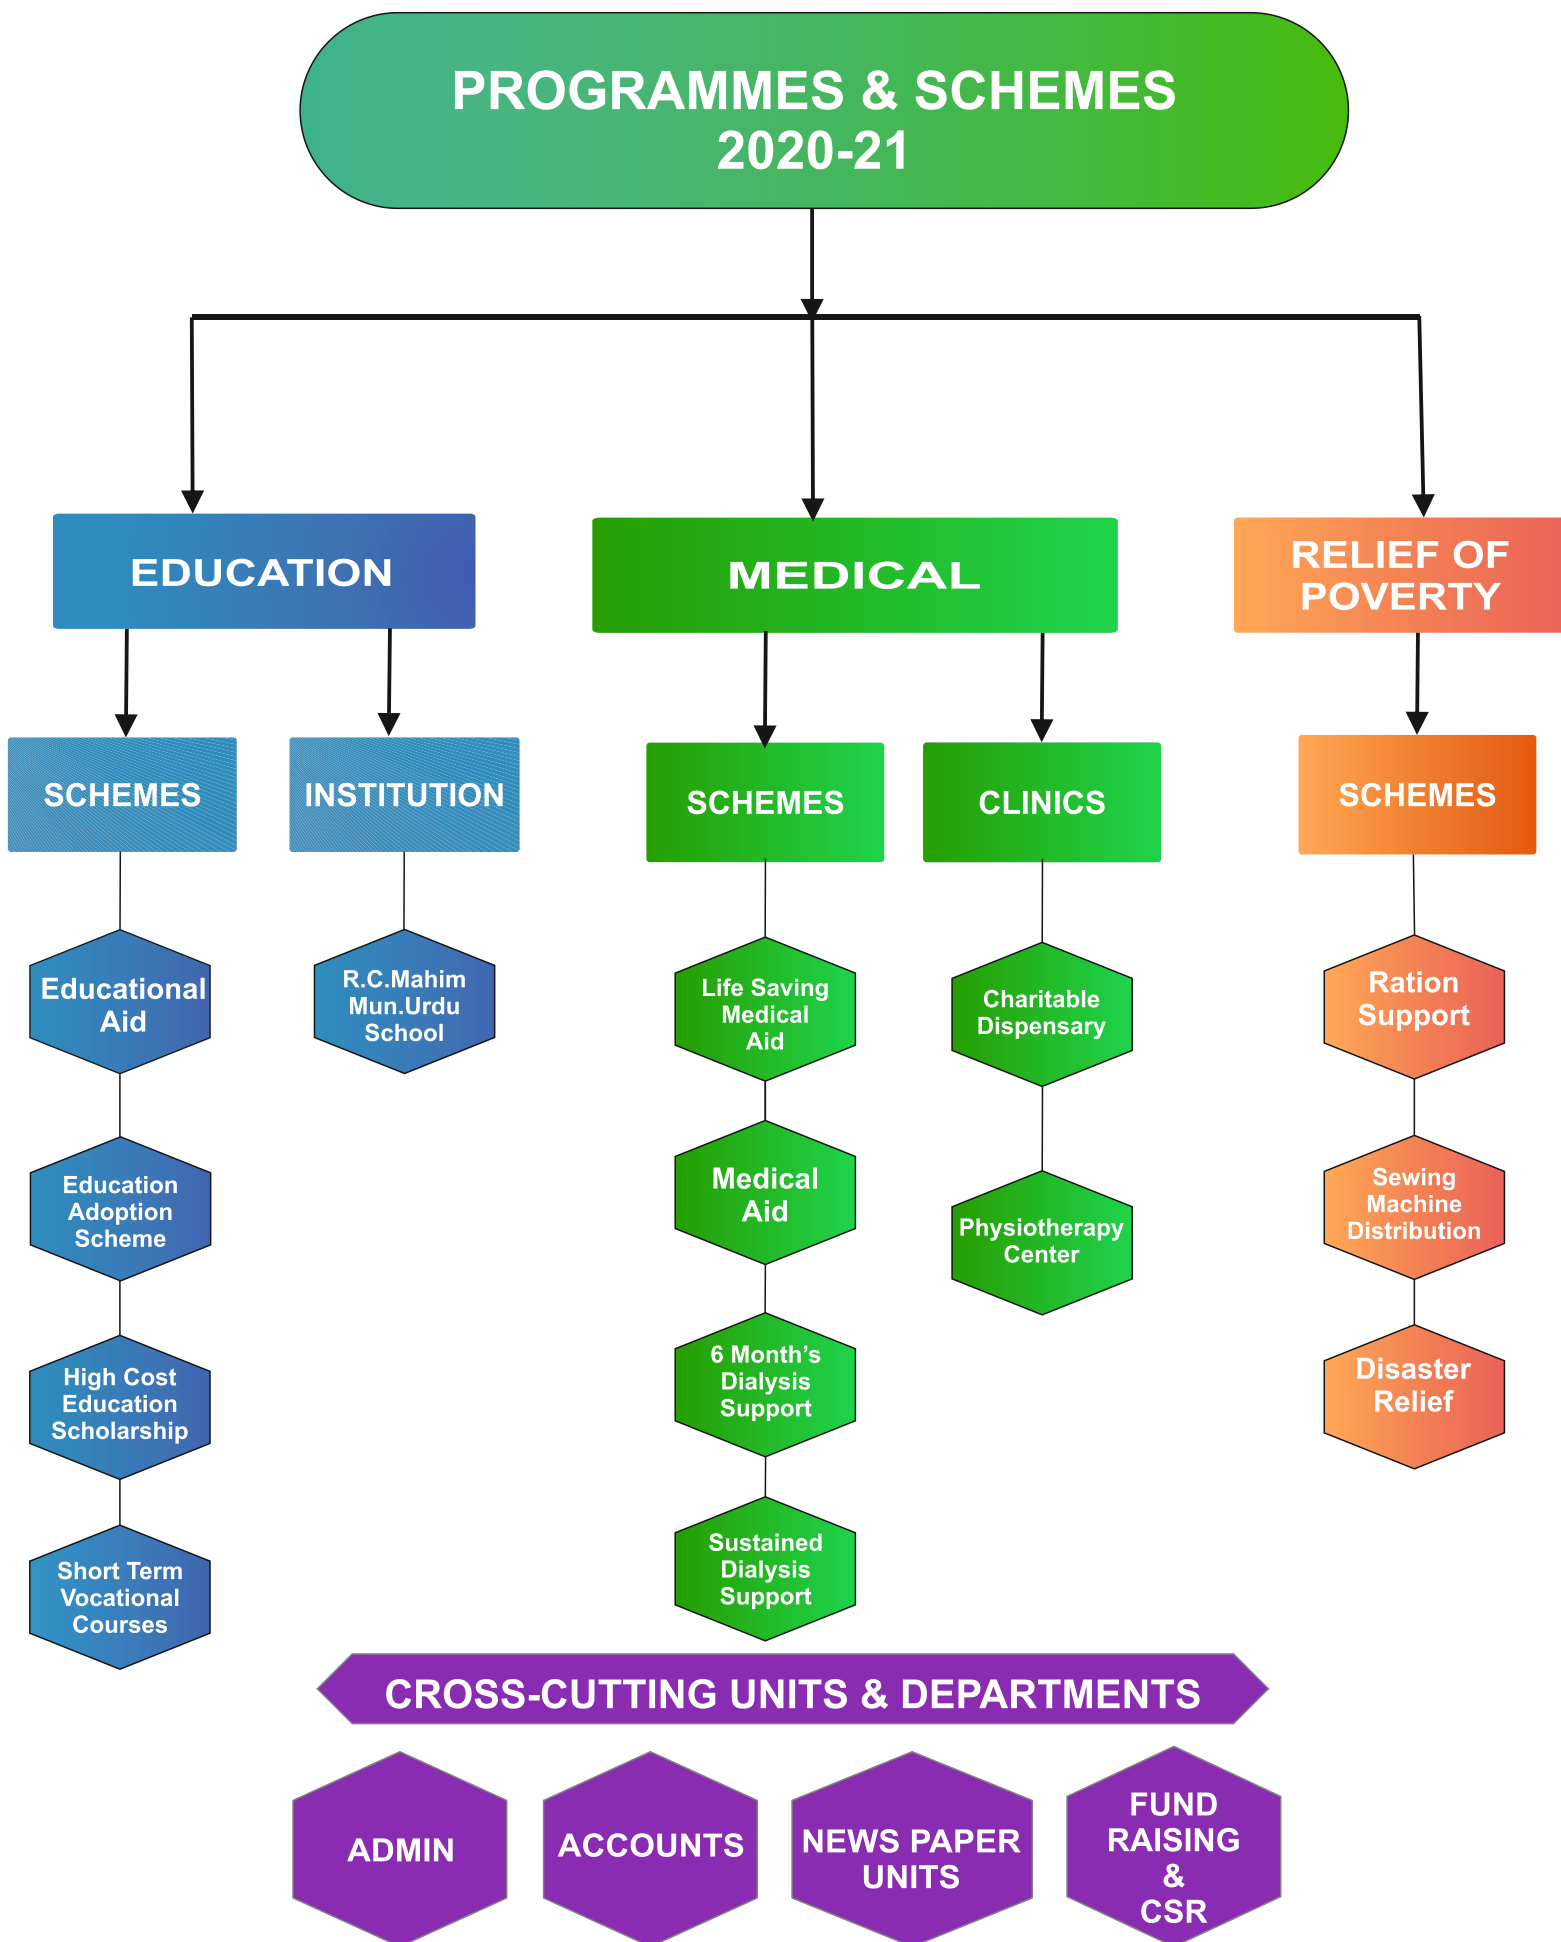 PROGRAMMES & SCHEMES
2020-21
EDUCATION
MEDICAL
RELIEF OF
POVERTY
SCHEMES
INSTITUTION
SCHEMES
CLINICS
SCHEMES
Educational
Aid
Education
Adoption
Scheme
High Cost
Education
Scholarship
Short Term
Vocational
Courses
R.C.Mahim
Mun.Urdu
School
Life Saving
Medical
Aid
Medical
Aid
6 Month’s
Dialysis
Support
Sustained
Dialysis
Support
Charitable
Dispensary
Physiotherapy
Center
Ration
Support
Sewing
Machine
Distribution
Disaster
Relief
CROSS-CUTTING UNITS & DEPARTMENTS
ADMIN
ACCOUNTS
NEWS PAPER
UNITS
FUND
RAISING
&
CSR